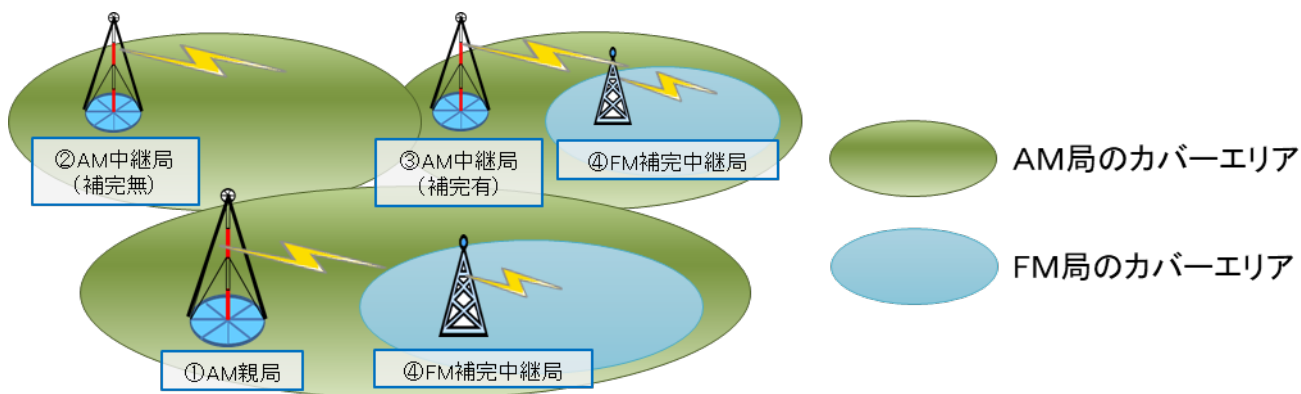 ②AM中継局
(補完無)
③AM中継局
(補完有)
④FM補完中継局
①AM親局
④FM補完中継局
AM局のカバーエリア
FM局のカバーエリア